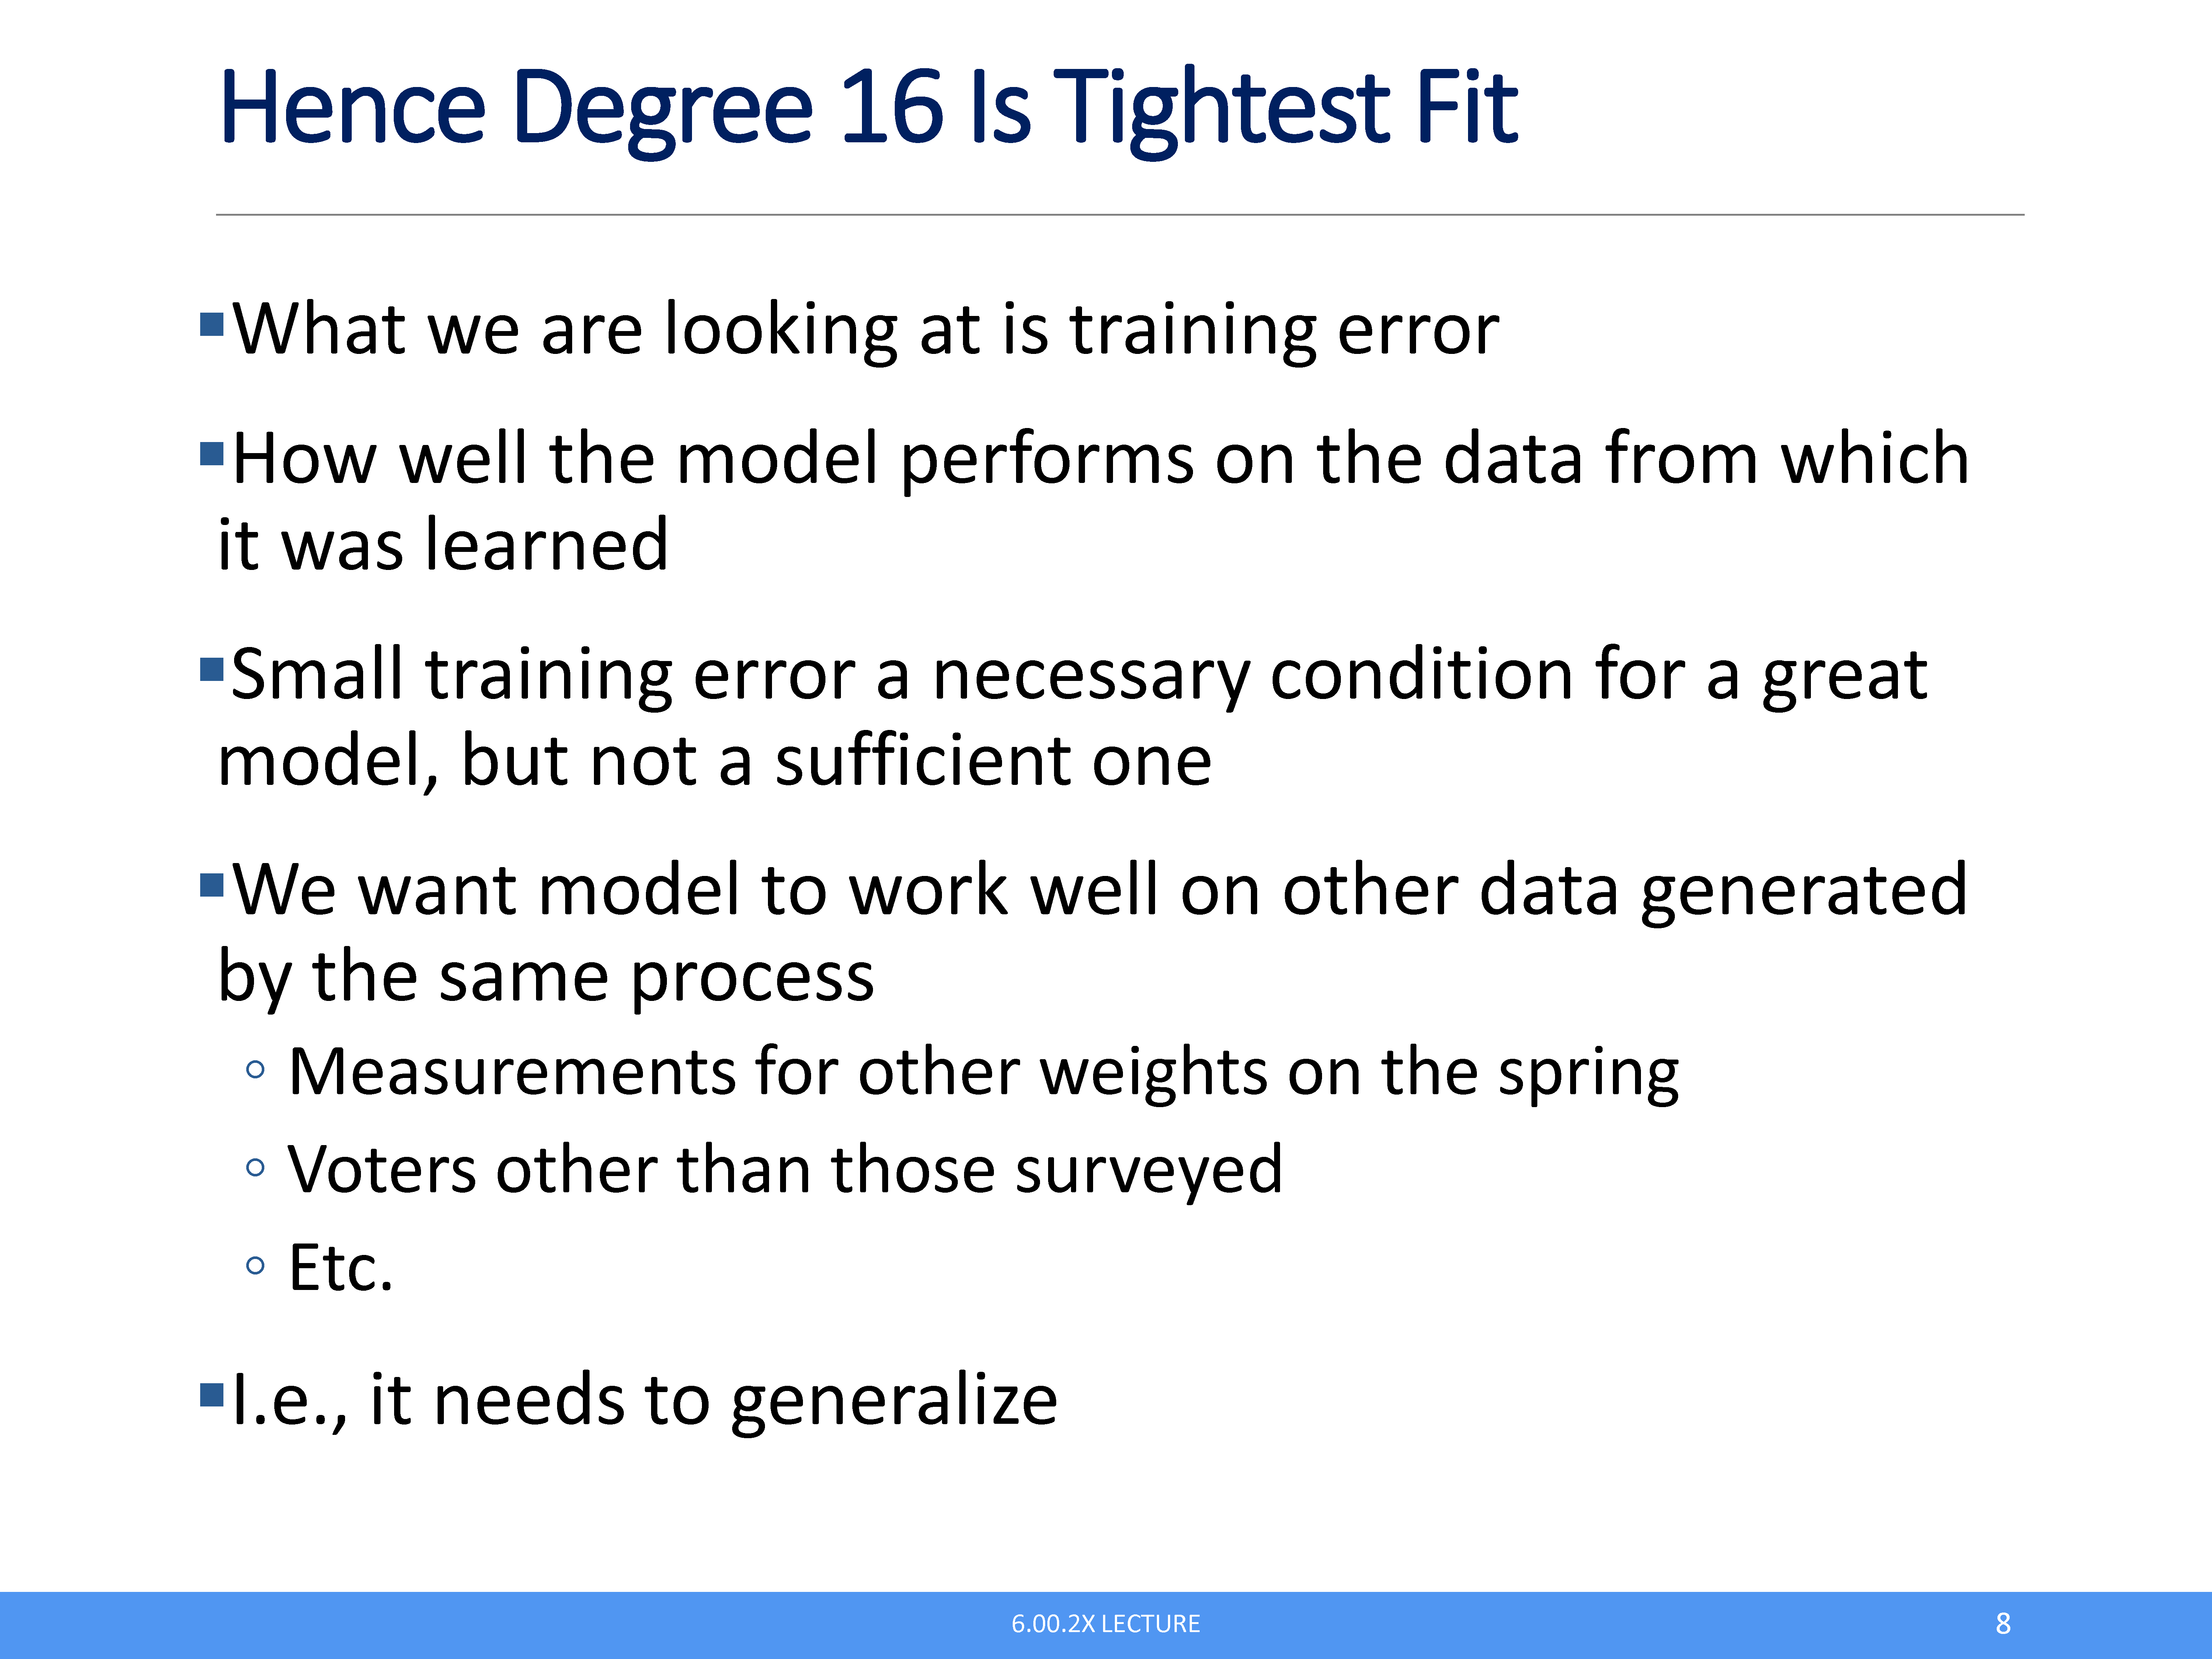 Hence Degree 16 Is Tightest Fit
▪What we are looking at is training error
▪How well the model performs on the data from which
it was learned
▪Small training error a necessary condition for a great
model, but not a sufficient one
▪We want model to work well on other data generated
by the same process
◦ Measurements for other weights on the spring
◦ Voters other than those surveyed
◦ Etc.
▪I.e., it needs to generalize
6.00.2X LECTURE
8